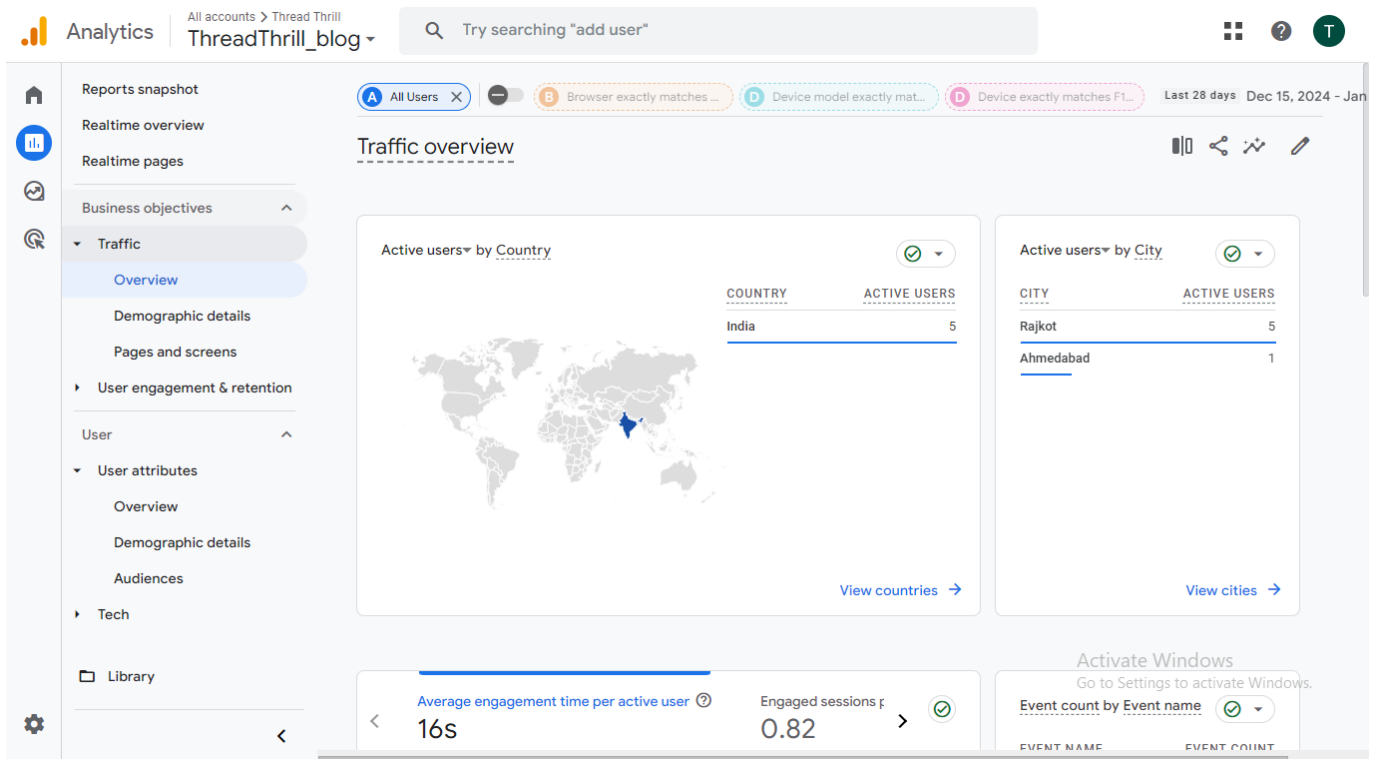 Analytics
All accounts > Thread Thrill
ThreadThrill_blog
Try searching "add user"
?
T
Reports snapshot
Realtime overview
Realtime pages
Business objectives
Traffic
Overview
Demographic details
Pages and screens
User engagement & retention
User
User attributes
Overview
Demographic details
Audiences
Tech
Library
A All Users
B Browser exactly matches ...
D Device model exactly mat...
D Device exactly matches F1...
Last 28 days Dec 15, 2024 - Jan
Traffic overview
Active users by Country
COUNTRY ACTIVE USERS
India 5
View countries
Active users by City
CITY ACTIVE USERS
Rajkot 5
Ahmedabad 1
View cities
Average engagement time per active user ?
16s
Engaged sessions p
0.82
Activate Windows
Go to Settings to activate Windows.
Event count by Event name
EVENT NAME EVENT COUNT